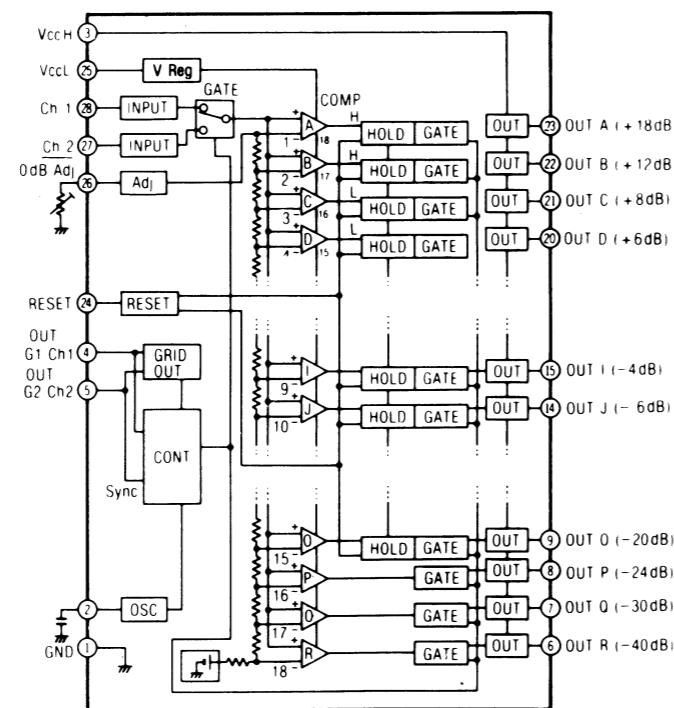 VccH 3
VccL 25 V Reg
GATE
COMP
Ch 1 28 INPUT
Ch 2 27 INPUT
0dB Adj 26 Adj
+ A 18 H HOLD GATE OUT 23 OUT A (+18dB
1 -
+ B 17 H HOLD GATE OUT 22 OUT B (+12dB
2 -
+ C 16 L HOLD GATE OUT 21 OUT C (+8dB)
3 -
+ D 15 L HOLD GATE OUT 20 OUT D (+6dB)
4 -
RESET 24 RESET
OUT
G1 Ch1 4 GRID OUT
OUT
G2 Ch2 5
CONT
Sync
+ I HOLD GATE OUT 15 OUT I (-4dB)
9 -
+ J HOLD GATE OUT 14 OUT J (-6dB)
10 -
+ O HOLD GATE OUT 9 OUT O (-20dB)
15 -
+ P GATE OUT 8 OUT P (-24dB)
16 -
+ O GATE OUT 7 OUT Q (-30dB)
17 -
+ R GATE OUT 6 OUT R (-40dB)
18 -
2 OSC
GND 1